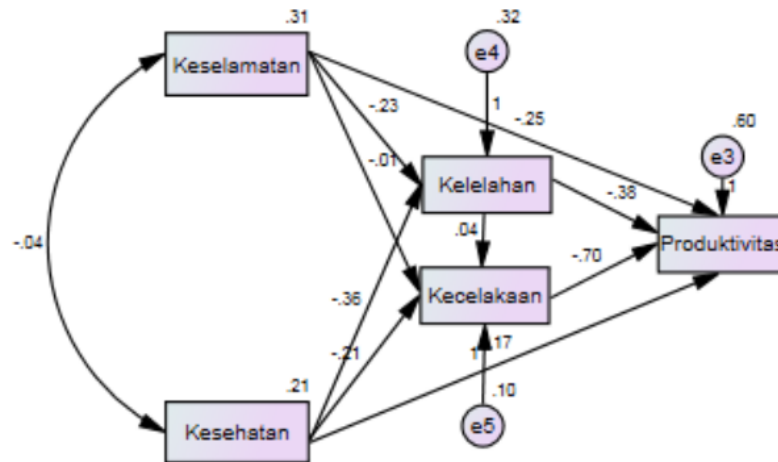 .31
.32
Keselamatan
e4
-.23
1
-.25
.60
e3
-.01
1
Kelelahan
-.38
-.04
.04
Produktivitas
-.70
Kecelakaan
-.36
-.21
1
17
.21
.10
Kesehatan
e5